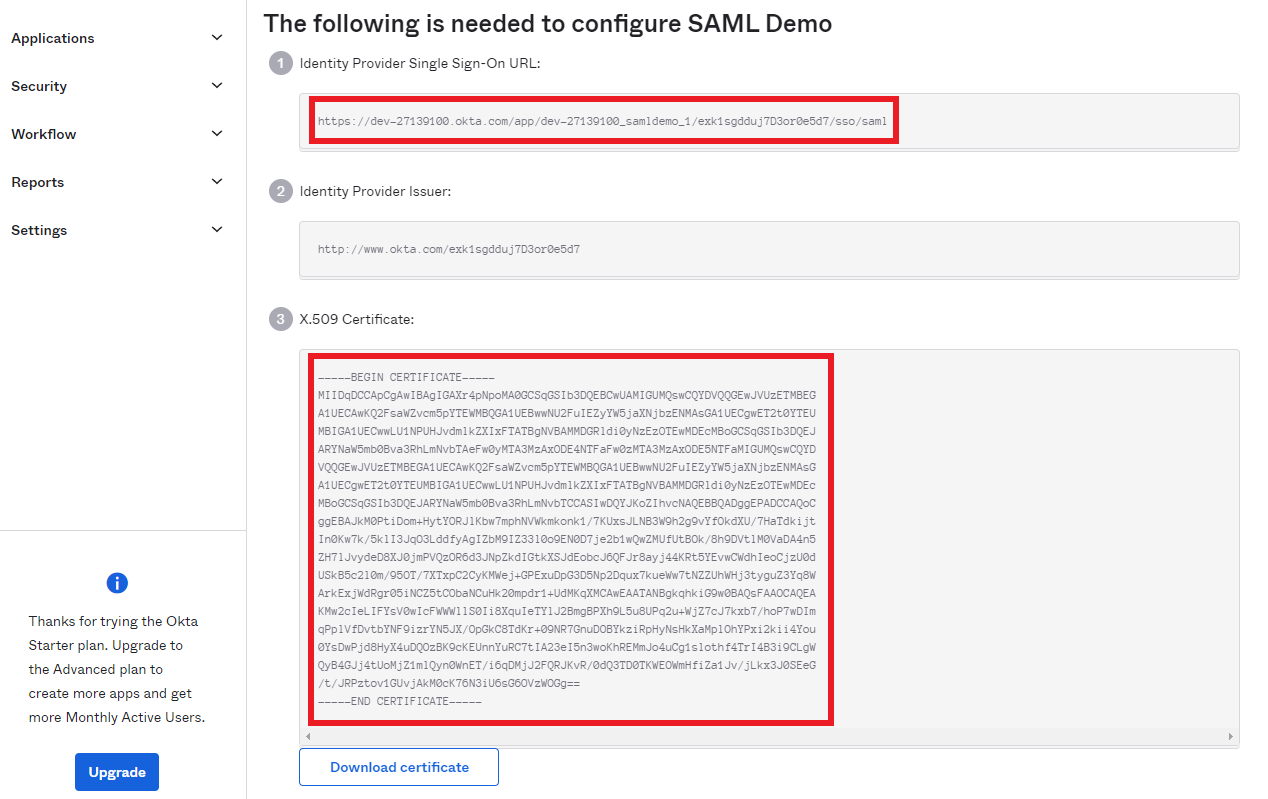 Applications
Security
Workflow
Reports
Settings
Thanks for trying the Okta
Starter plan. Upgrade to
the Advanced plan to
create more apps and get
more Monthly Active Users.
Upgrade
The following is needed to configure SAML Demo
1 Identity Provider Single Sign-On URL:
https://dev-27139100.okta.com/app/dev-27139100_samldemo_1/exk1sgdduj7D3or0e5d7/sso/saml
2 Identity Provider Issuer:
http://www.okta.com/exk1sgdduj7D3or0e5d7
3 X.509 Certificate:
-----BEGIN CERTIFICATE-----
MIIDqDCCApCgAwIBAgIGAXr4pNpoMA0GCSqGSIb3DQEBCwUAMIGUMQswCQYDVQQGEwJVUzETMBEG
A1UECAwKQ2FsaWZvcm5pYTEWMBQGA1UEBwwNU2FuIEZyYW5jaXNjbzENMAsGA1UECgwET2t0YTEU
MBIGA1UECwwLU1NPUHJvdmlkZXIxFTATBgNVBAMMDGRldi0yNzEzOTEwMDEcMBoGCSqGSIb3DQEJ
ARYNaW5mb0Bva3RhLmNvbTAeFw0yMTA3MzAxODE4NTFaFw0zMTA3MzAxODE5NTFaMIGUMQswCQYD
VQQGEwJVUzETMBEGA1UECAwKQ2FsaWZvcm5pYTEWMBQGA1UEBwwNU2FuIEZyYW5jaXNjbzENMAsG
A1UECgwET2t0YTEUMBIGA1UECwwLU1NPUHJvdmlkZXIxFTATBgNVBAMMDGRldi0yNzEzOTEwMDEc
MBoGCSqGSIb3DQEJARYNaW5mb0Bva3RhLmNvbTCCASIwDQYJKoZIhvcNAQEBBQADggEPADCCAQoC
ggEBAJkM0PtiDom+HytYORJlKbw7mphNVWkmkonk1/7KUxsJLNB3W9h2g9vYfOkdXU/7HaTdkijt
In0Kw7k/5klI3JqO3LddfyAgIZbM9IZ33l0o9EN0D7je2b1wQwZMUfUtBOk/8h9DVtlM0VaDA4n5
ZH7lJvydeD8XJ0jmPVQzOR6d3JNpZkdIGtkXSJdEobcJ6QFJr8ayj44KRt5YEvwCWdhIeoCjzU0d
USkB5c2l0m/95OT/7XTxpC2CyKMWej+GPExuDpG3D5Np2Dqux7kueWw7tNZZUhWHj3tyguZ3Yq8W
ArkExjWdRgr05iNCZ5tCObaNCuHk20mpdr1+UdMKqXMCAwEAATANBgkqhkiG9w0BAQsFAAOCAQEA
KMw2cIeLIFYsV0wIcFWWWllS0Ii8XquIeTYlJ2BmgBPXh9L5u8UPq2u+WjZ7cJ7kxb7/hoP7wDIm
qPplVfDvtbYNF9izrYN5JX/OpGkC8TdKr+09NR7GnuDOBYkziRpHyNsHkXaMplOhYPxi2kii4You
0YsDwPjd8HyX4uDQOzBK9cKEUnnYuRC7tIA23eI5n3woKhREMmJo4uCg1slothf4TrI4B3i9CLgW
QyB4GJj4tUoMjZ1mlQyn0WnET/i6qDMjJ2FQRJKvR/0dQ3TD0TKWEOWmHfiZa1Jv/jLkx3J0SEeG
/t/JRPztov1GUvjAkM0cK76N3iU6sG6OVzWOGg==
-----END CERTIFICATE-----
Download certificate